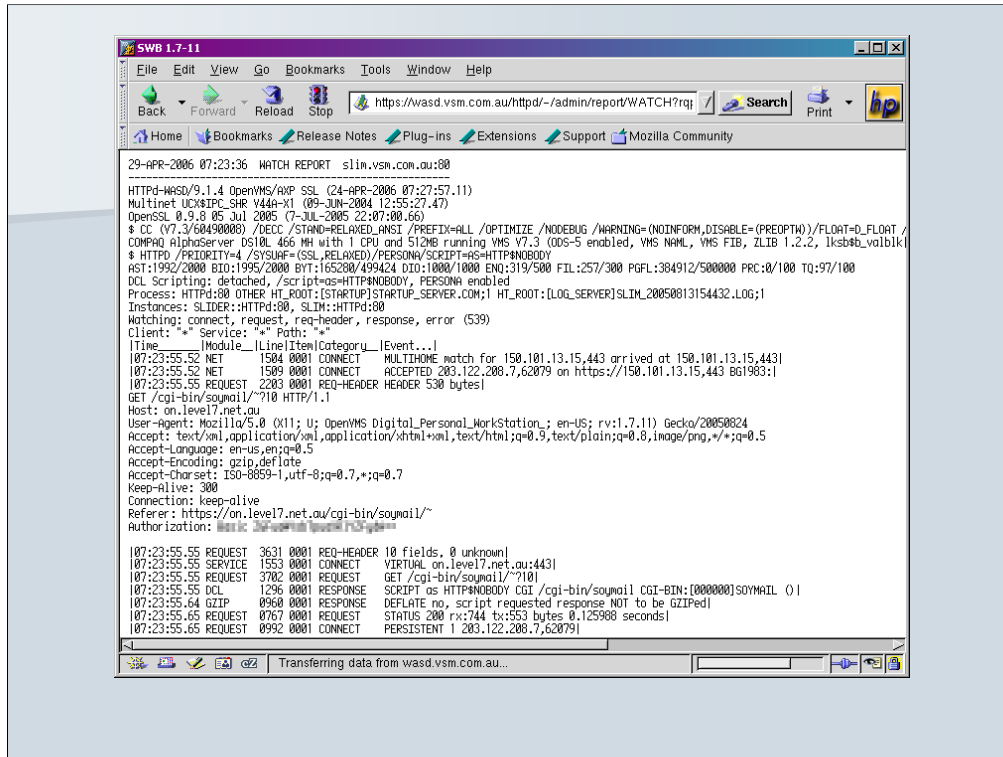 SWB 1.7-11
File Edit View Go Bookmarks Tools Window Help
Back Forward Reload Stop https://wasd.vsm.com.au/httpd/-/admin/report/WATCH?rq Search Print hp
Home Bookmarks Release Notes Plug-ins Extensions Support Mozilla Community
29-APR-2006 07:23:36 WATCH REPORT slim.vsm.com.au:80
----------------------------------------------------
HTTPd-WASD/9.1.4 OpenVMS/AXP SSL (24-APR-2006 07:27:57.11)
Multinet UCX$IPC_SHR V44A-X1 (09-JUN-2004 12:55:27.47)
OpenSSL 0.9.8 05 Jul 2005 (7-JUL-2005 22:07:00.66)
$ CC (V7.3/60490008) /DECC /STAND=RELAXED_ANSI /PREFIX=ALL /OPTIMIZE /NODEBUG /WARNING=(NOINFORM,DISABLE=(PREOPTW))/FLOAT=D_FLOAT /
COMPAQ AlphaServer DS10L 466 MH with 1 CPU and 512MB running VMS V7.3 (ODS-5 enabled, VMS NAML, VMS FIB, ZLIB 1.2.2, lksb$b_valblk
$ HTTPD /PRIORITY=4 /SYSUAF=(SSL,RELAXED)/PERSONA/SCRIPT=AS=HTTP$NOBODY
AST:1992/2000 BIO:1995/2000 BYT:165280/499424 DIO:1000/1000 ENQ:319/500 FIL:257/300 PGFL:384912/500000 PRC:0/100 TQ:97/100
DCL Scripting: detached, /script=as=HTTP$NOBODY, PERSONA enabled
Process: HTTPd:80 OTHER HT_ROOT:[STARTUP]STARTUP_SERVER.COM;1 HT_ROOT:[LOG_SERVER]SLIM_20050813154432.LOG;1
Instances: SLIDER::HTTPd:80, SLIM::HTTPd:80
Watching: connect, request, req-header, response, error (539)
Client: "*" Service: "*" Path: "*"
|Time_______|Module__|Line|Item|Category__|Event...|
|07:23:55.52 NET 1504 0001 CONNECT MULTIHOME match for 150.101.13.15,443 arrived at 150.101.13.15,443|
|07:23:55.52 NET 1509 0001 CONNECT ACCEPTED 203.122.208.7,62079 on https://150.101.13.15,443 BG1983:|
|07:23:55.55 REQUEST 2203 0001 REQ-HEADER HEADER 530 bytes|
GET /cgi-bin/soymail/~?10 HTTP/1.1
Host: on.level7.net.au
User-Agent: Mozilla/5.0 (X11; U; OpenVMS Digital_Personal_WorkStation_; en-US; rv:1.7.11) Gecko/20050824
Accept: text/xml,application/xml,application/xhtml+xml,text/html;q=0.9,text/plain;q=0.8,image/png,*/*;q=0.5
Accept-Language: en-us,en;q=0.5
Accept-Encoding: gzip,deflate
Accept-Charset: ISO-8859-1,utf-8;q=0.7,*;q=0.7
Keep-Alive: 300
Connection: keep-alive
Referer: https://on.level7.net.au/cgi-bin/soymail/~
Authorization:
|07:23:55.55 REQUEST 3631 0001 REQ-HEADER 10 fields, 0 unknown|
|07:23:55.55 SERVICE 1553 0001 CONNECT VIRTUAL on.level7.net.au:443|
|07:23:55.55 REQUEST 3702 0001 REQUEST GET /cgi-bin/soymail/~?10|
|07:23:55.55 DCL 1296 0001 RESPONSE SCRIPT as HTTP$NOBODY CGI /cgi-bin/soymail CGI-BIN:[000000]SOYMAIL ()|
|07:23:55.64 GZIP 0960 0001 RESPONSE DEFLATE no, script requested response NOT to be GZIPed|
|07:23:55.65 REQUEST 0767 0001 REQUEST STATUS 200 rx:744 tx:553 bytes 0.125988 seconds|
|07:23:55.65 REQUEST 0992 0001 CONNECT PERSISTENT 1 203.122.208.7,62079|
Transferring data from wasd.vsm.com.au...